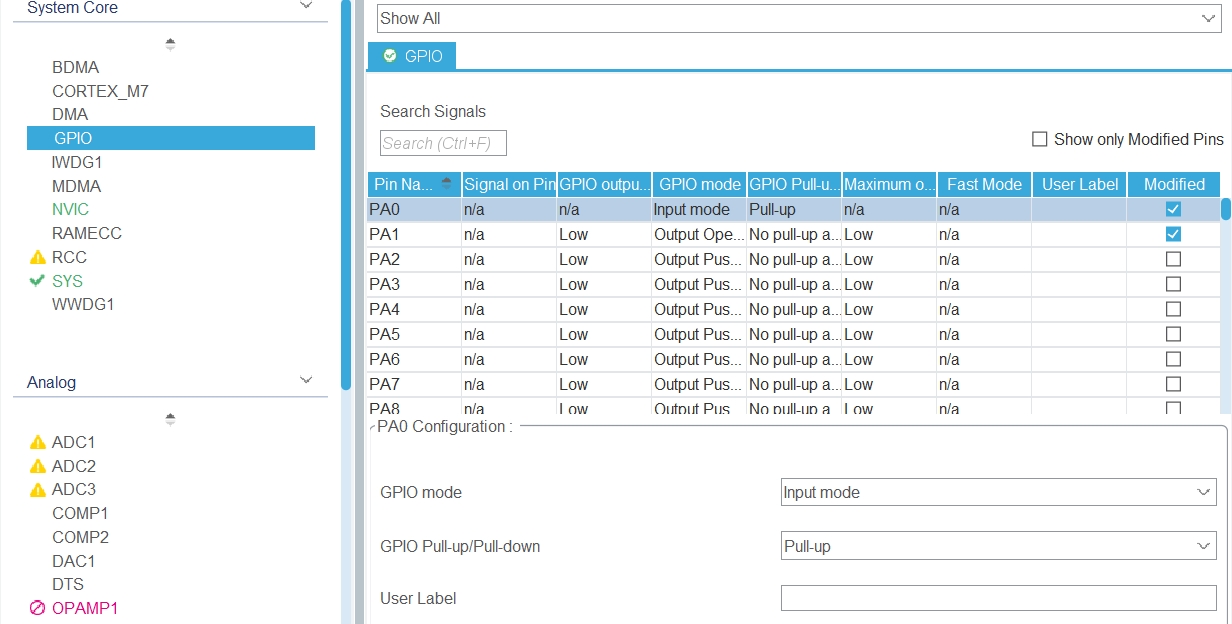 System Core
BDMA
CORTEX_M7
DMA
GPIO
IWDG1
MDMA
NVIC
RAMECC
RCC
SYS
WWDG1
Analog
ADC1
ADC2
ADC3
COMP1
COMP2
DAC1
DTS
OPAMP1
Show All
GPIO
Search Signals
Search (Ctrl+F)
Show only Modified Pins
Pin Na... Signal on Pin GPIO outpu... GPIO mode GPIO Pull-u... Maximum o... Fast Mode User Label Modified
PA0 n/a n/a Input mode Pull-up n/a n/a
PA1 n/a Low Output Ope... No pull-up a... Low n/a
PA2 n/a Low Output Pus... No pull-up a... Low n/a
PA3 n/a Low Output Pus... No pull-up a... Low n/a
PA4 n/a Low Output Pus... No pull-up a... Low n/a
PA5 n/a Low Output Pus... No pull-up a... Low n/a
PA6 n/a Low Output Pus... No pull-up a... Low n/a
PA7 n/a Low Output Pus... No pull-up a... Low n/a
PA8 n/a Low Output Pus No pull-up a Low n/a
PA0 Configuration :
GPIO mode Input mode
GPIO Pull-up/Pull-down Pull-up
User Label